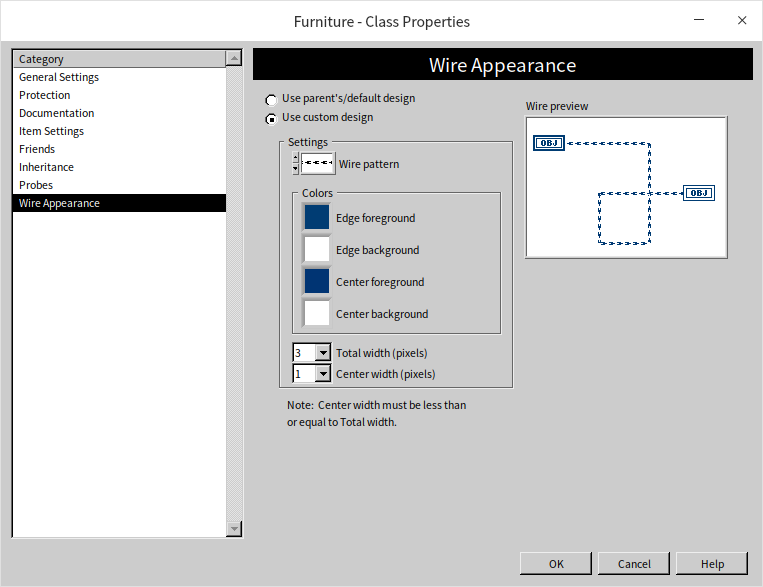 Furniture - Class Properties
Category
General Settings
Protection
Documentation
Item Settings
Friends
Inheritance
Probes
Wire Appearance
Wire Appearance
Use parent's/default design
Use custom design
Settings
Wire pattern
Colors
Edge foreground
Edge background
Center foreground
Center background
3 Total width (pixels)
1 Center width (pixels)
Note: Center width must be less than
or equal to Total width.
Wire preview
OBJ
OBJ
OK
Cancel
Help